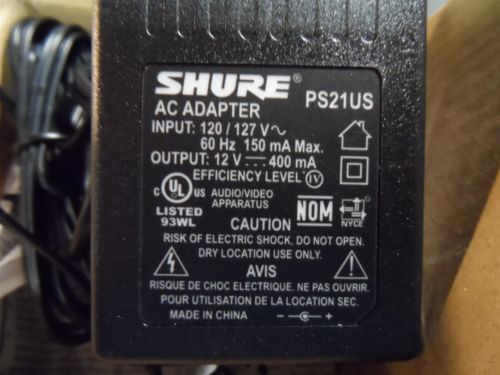 SHURE®
PS21US
AC ADAPTER
INPUT: 120 / 127 V~
60 Hz 150 mA Max.
OUTPUT: 12 V⎓400 mA
EFFICIENCY LEVEL IV
c UL US AUDIO/VIDEO
LISTED APPARATUS
93WL
CAUTION NOM NYCE
RISK OF ELECTRIC SHOCK, DO NOT OPEN.
DRY LOCATION USE ONLY.
AVIS
RISQUE DE CHOC ELECTRIQUE. NE PAS OUVRIR.
POUR UTILISATION DE LA LOCATION SEC.
MADE IN CHINA